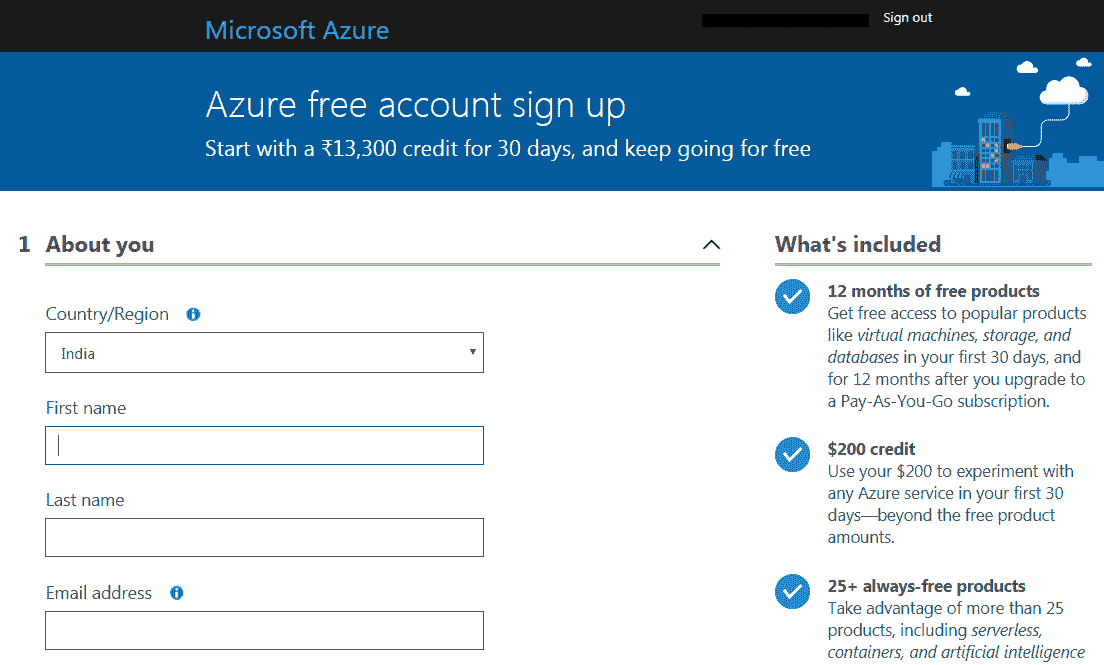 Microsoft Azure
Sign out
Azure free account sign up
Start with a ₹13,300 credit for 30 days, and keep going for free
1 About you
Country/Region
India
First name
Last name
Email address
What's included
12 months of free products
Get free access to popular products
like virtual machines, storage, and
databases in your first 30 days, and
for 12 months after you upgrade to
a Pay-As-You-Go subscription.
$200 credit
Use your $200 to experiment with
any Azure service in your first 30
days—beyond the free product
amounts.
25+ always-free products
Take advantage of more than 25
products, including serverless,
containers, and artificial intelligence